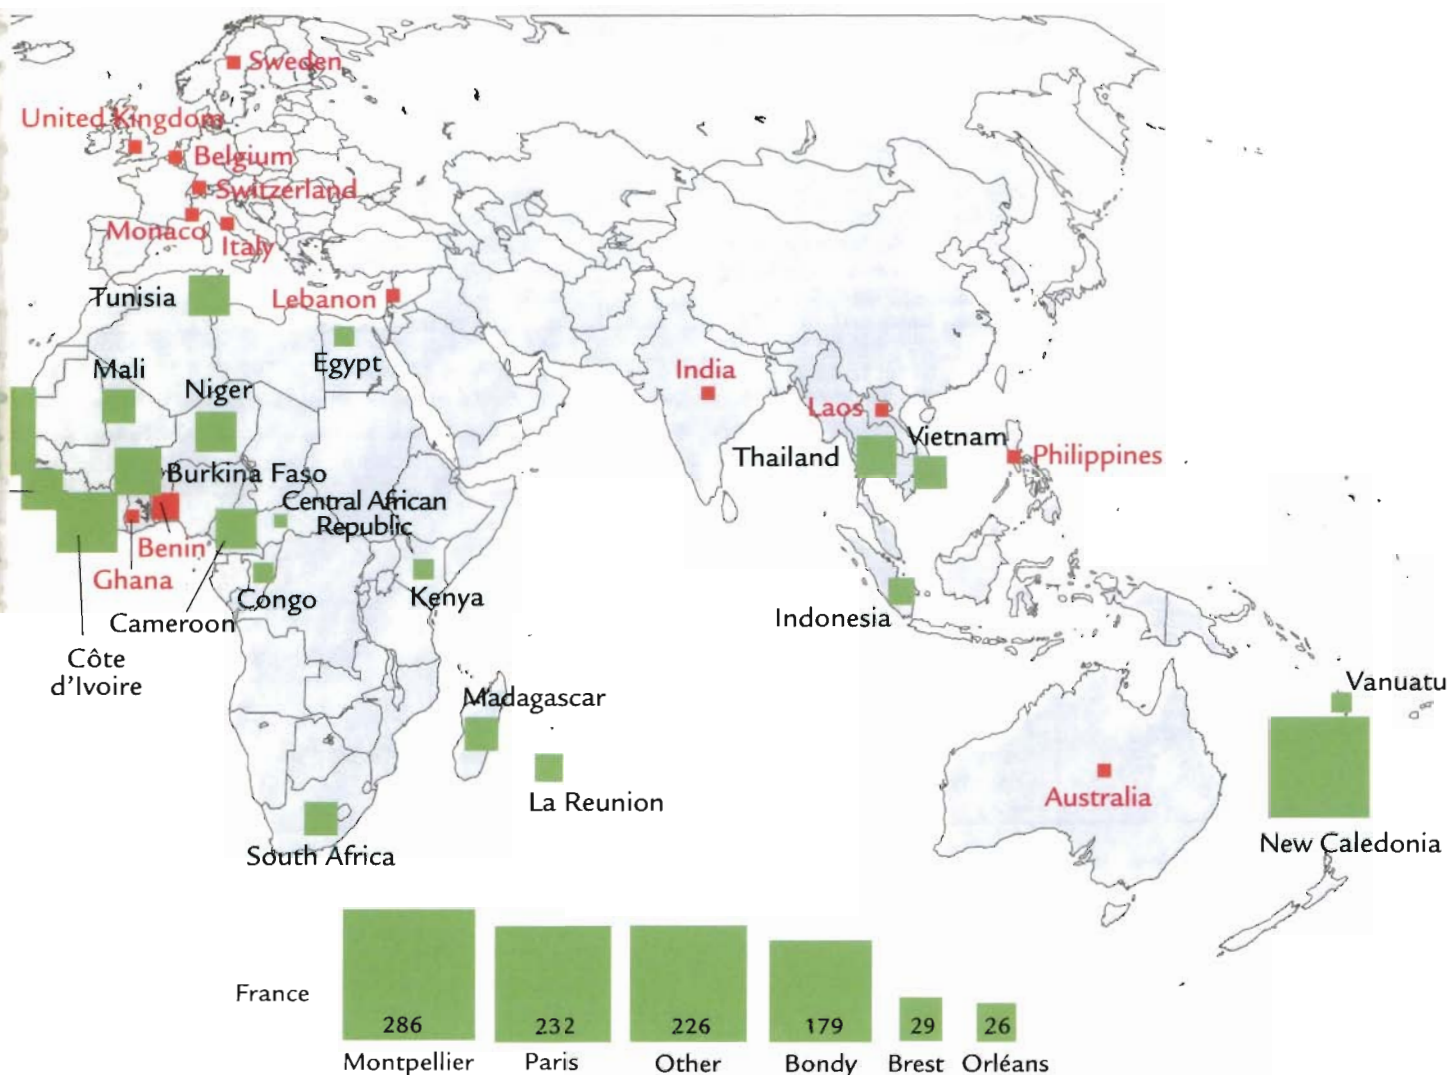 Sweden
United Kingdom
Belgium
Switzerland
Monaco
Italy
Tunisia
Lebanon
Egypt
Mali
Niger
India
Laos
Vietnam
Thailand
Philippines
Burkina Faso
Central African
Republic
Benin
Ghana
Congo
Kenya
Cameroon
Indonesia
Côte
d'Ivoire
Madagascar
Vanuatu
La Reunion
Australia
New Caledonia
South Africa
France
286
232
226
179
29
26
Montpellier
Paris
Other
Bondy
Brest
Orléans